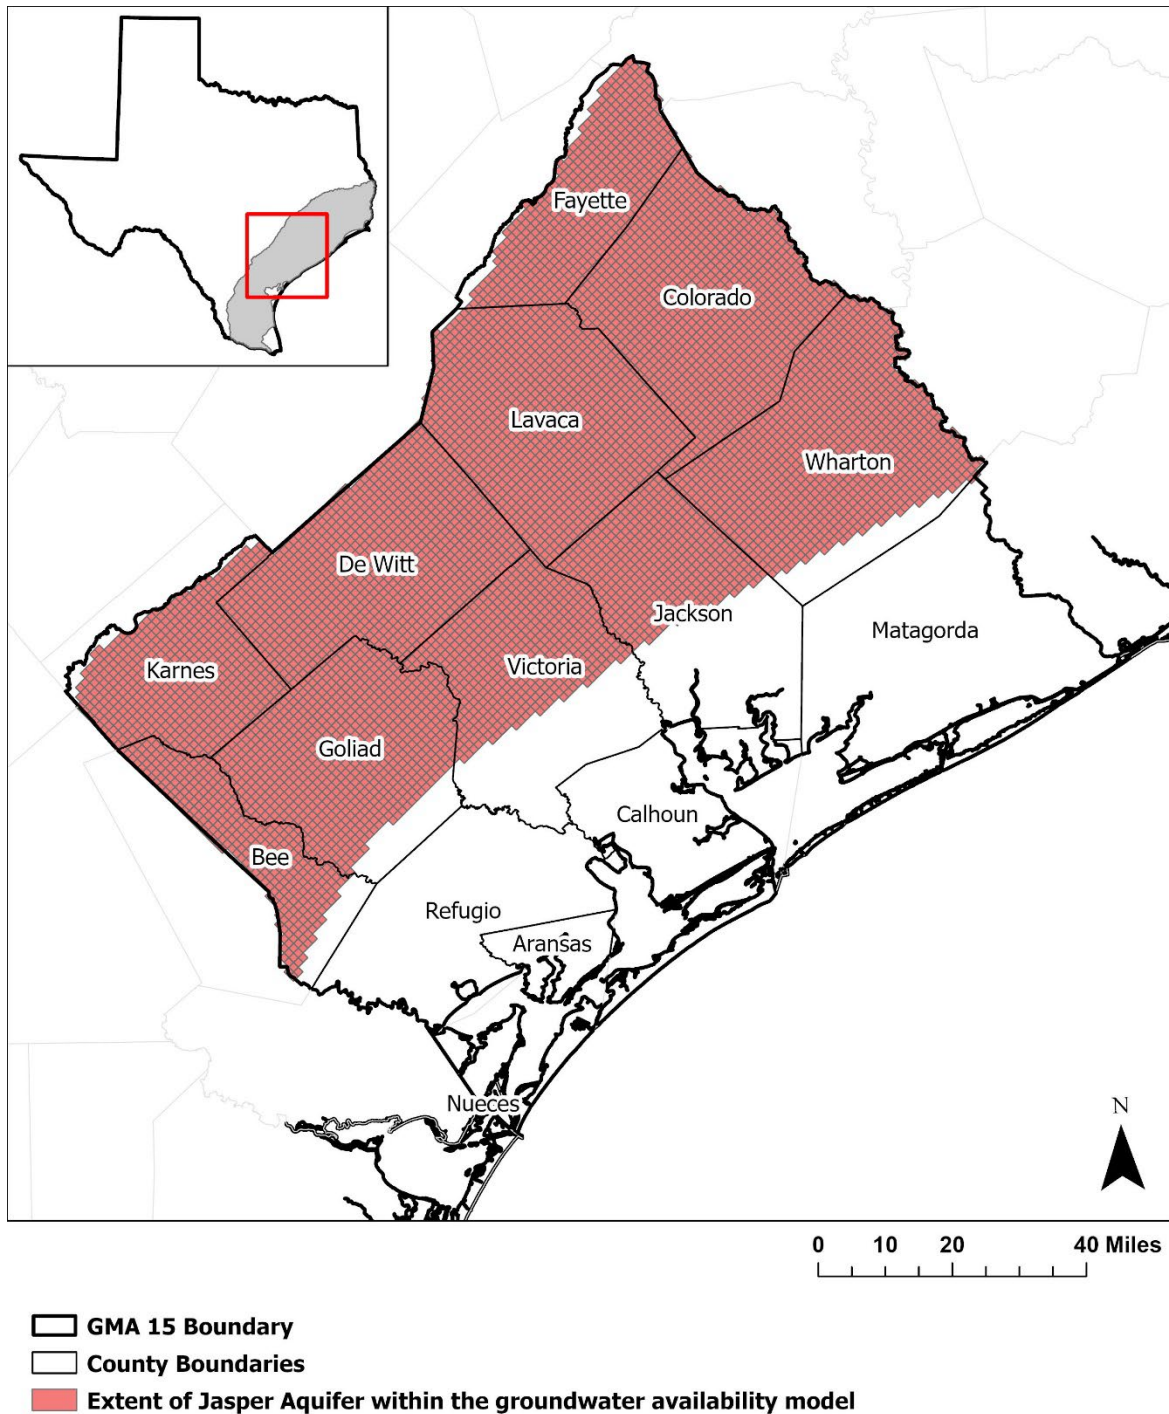 Fayette
Colorado
Lavaca
Wharton
De Witt
Jackson
Matagorda
Karnes
Victoria
Goliad
Calhoun
Bee
Refugio
Aransas
Nueces
N
0 10 20 40 Miles
GMA 15 Boundary
County Boundaries
Extent of Jasper Aquifer within the groundwater availability model